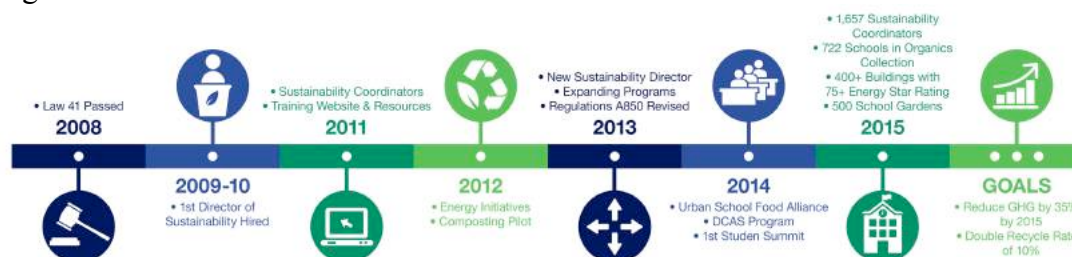 • Law 41 Passed
2008
2009-10
• 1st Director of
Sustainability Hired
• Sustainability Coordinators
• Training Website & Resources
2011
2012
• Energy Initiatives
• Composting Pilot
• New Sustainability Director
• Expanding Programs
• Regulations A850 Revised
2013
2014
• Urban School Food Alliance
• DCAS Program
• 1st Studen Summit
• 1,657 Sustainability
Coordinators
• 722 Schools in Organics
Collection
• 400+ Buildings with
75+ Energy Star Rating
• 500 School Gardens
2015
GOALS
• Reduce GHG by 35%
by 2015
• Double Recycle Rate
of 10%